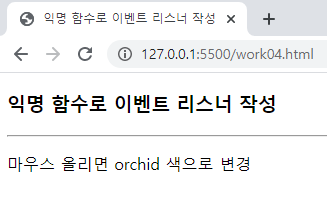 익명 함수로 이벤트 리스너 작성
127.0.0.1:5500/work04.html
익명 함수로 이벤트 리스너 작성
마우스 올리면 orchid 색으로 변경